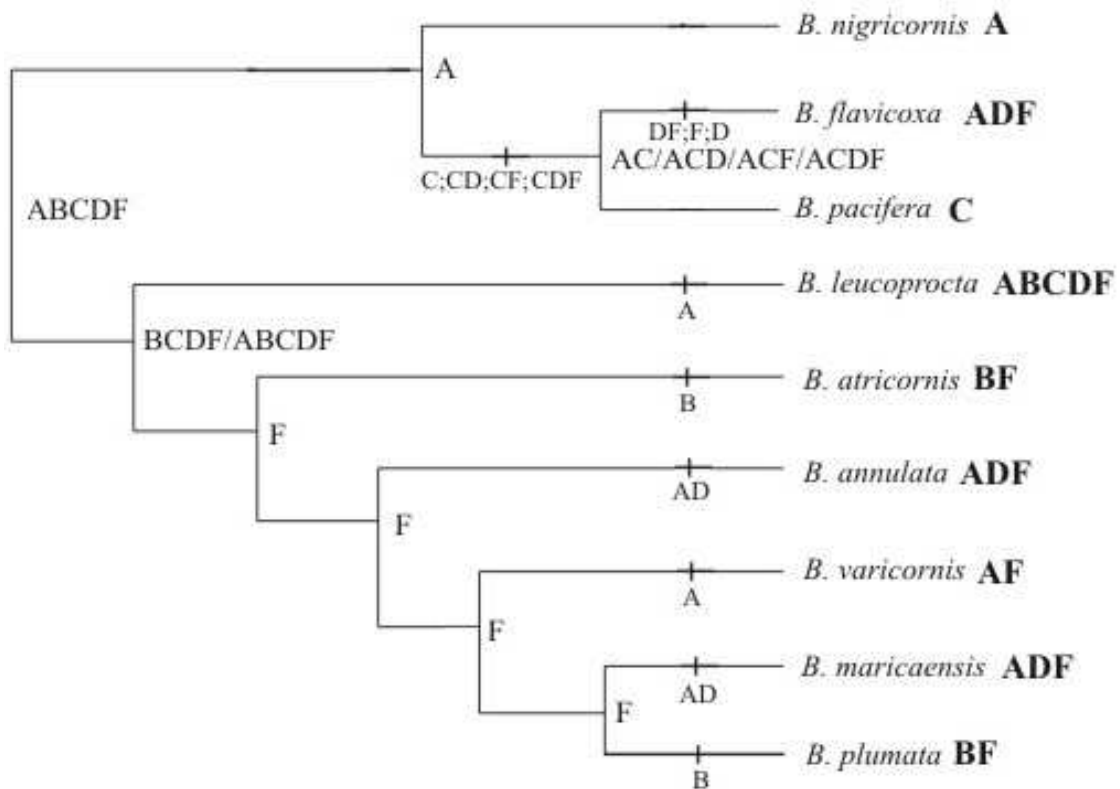 B. nigricornis A
A
B. flavicoxa ADF
DF;F;D
AC/ACD/ACF/ACDF
C;CD;CF;CDF
ABCDF
B. pacifera C
B. leucoprocta ABCDF
A
BCDF/ABCDF
B. atricornis BF
B
F
B. annulata ADF
AD
F
B. varicornis AF
A
F
B. maricaensis ADF
AD
F
B. plumata BF
B